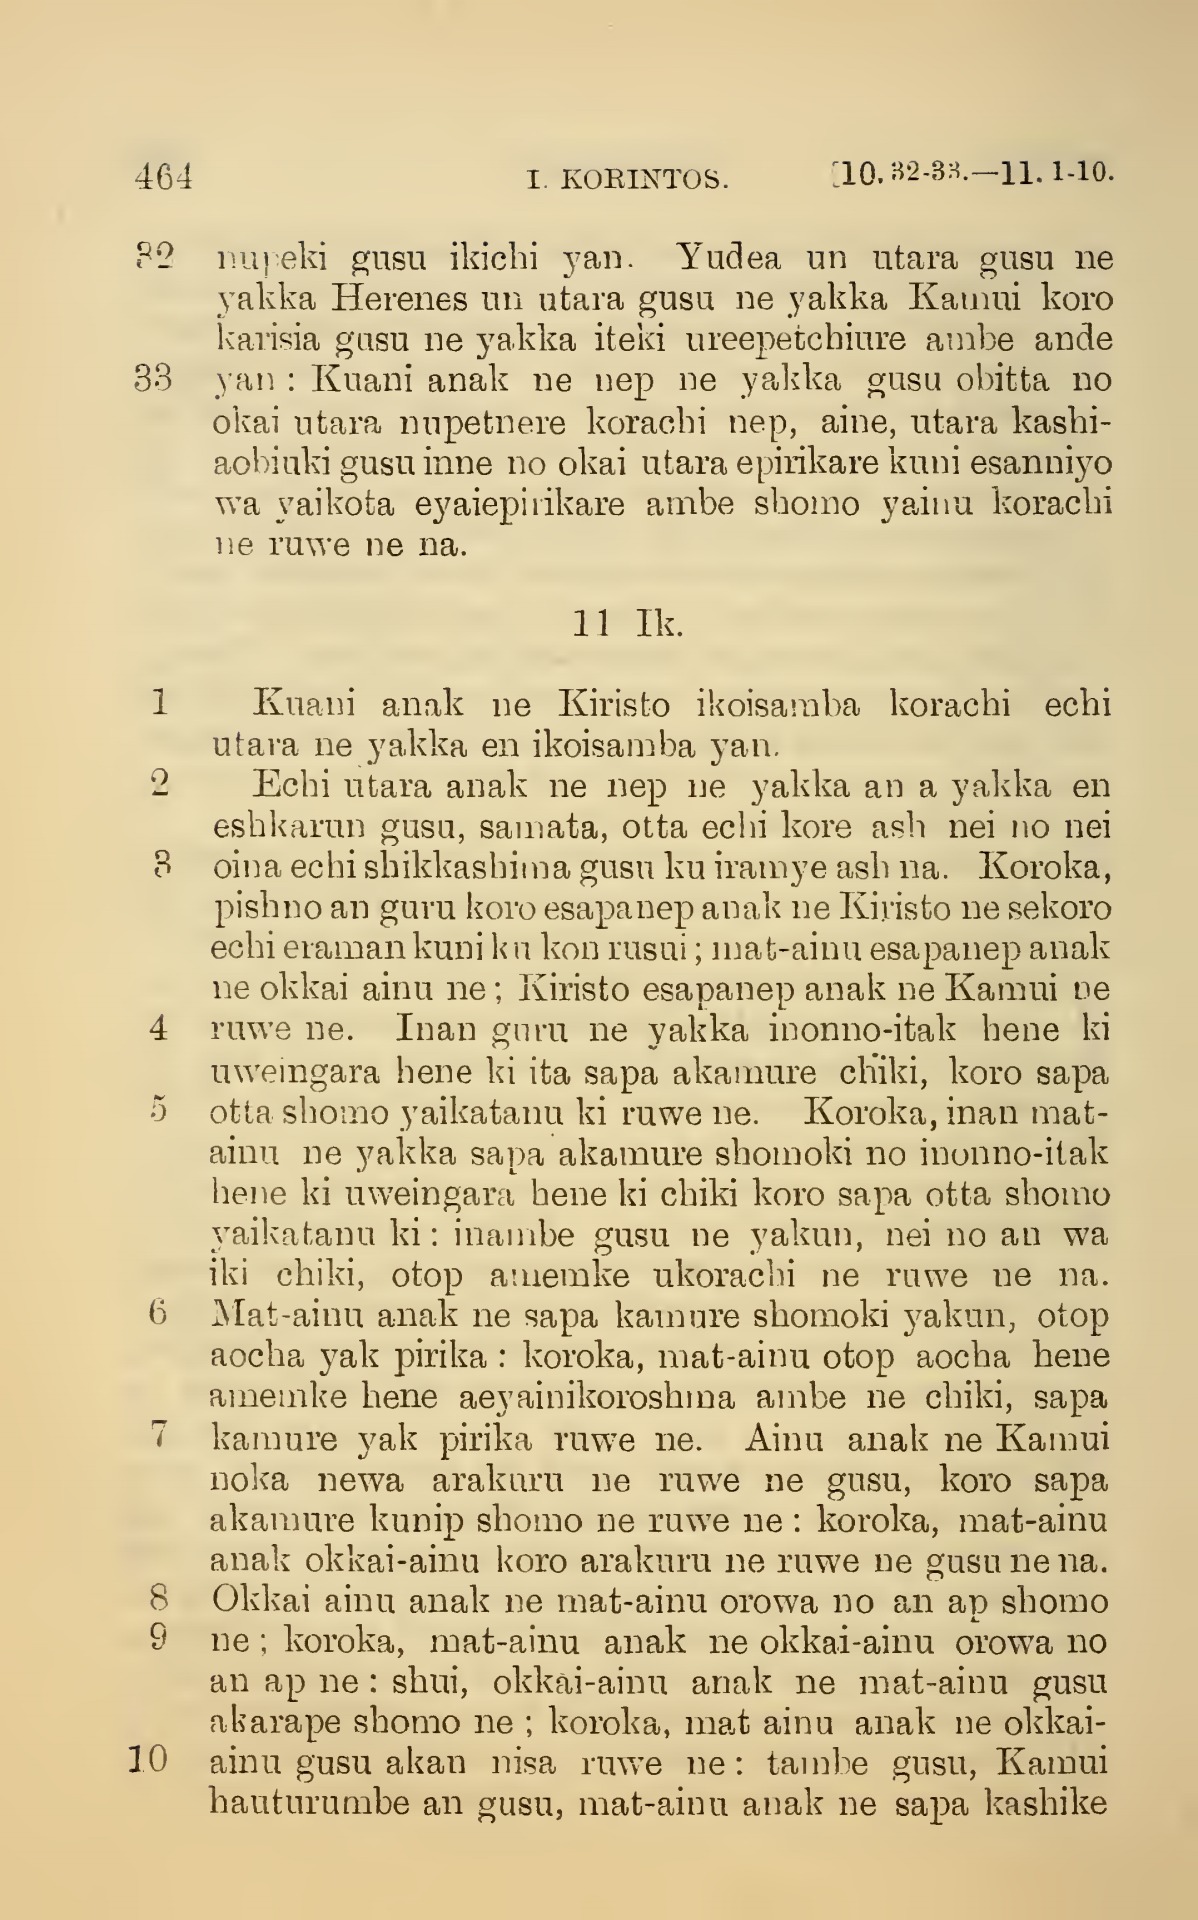 464 I. KORINTOS. [10. 32-33.—11. 1-10.
32 nupeki gusu ikichi yan. Yudea un utara gusu ne
yakka Herenes un utara gusu ne yakka Kamui koro
karisia gusu ne yakka iteki ureepetchiure ambe ande
33 yan : Kuani anak ne nep ne yakka gusu obitta no
okai utara nupetnere korachi nep, aine, utara kashi-
aobiuki gusu inne no okai utara epirikare kuni esanniyo
wa yaikota eyaiepirikare ambe shomo yainu korachi
ne ruwe ne na.
11 Ik.
1 Kuani anak ne Kiristo ikoisamba korachi echi
utara ne yakka en ikoisamba yan.
2 Echi utara anak ne nep ne yakka an a yakka en
eshkarun gusu, samata, otta echi kore ash nei no nei
3 oina echi shikkashima gusu ku iramye ash na. Koroka,
pishno an guru koro esapanep anak ne Kiristo ne sekoro
echi eraman kuni ku kon rusui ; mat-ainu esapanep anak
ne okkai ainu ne ; Kiristo esapanep anak ne Kamui ne
4 ruwe ne. Inan guru ne yakka inonno-itak hene ki
uweingara hene ki ita sapa akamure chiki, koro sapa
5 otta shomo yaikatanu ki ruwe ne. Koroka, inan mat-
ainu ne yakka sapa akamure shomoki no inonno-itak
hene ki uweingara hene ki chiki koro sapa otta shomo
yaikatanu ki : inambe gusu ne yakun, nei no an wa
iki chiki, otop amemke ukorachi ne ruwe ne na.
6 Mat-ainu anak ne sapa kamure shomoki yakun, otop
aocha yak pirika : koroka, mat-ainu otop aocha hene
amemke hene aeyainikoroshma ambe ne chiki, sapa
7 kamure yak pirika ruwe ne. Ainu anak ne Kamui
noka newa arakuru ne ruwe ne gusu, koro sapa
akamure kunip shomo ne ruwe ne : koroka, mat-ainu
anak okkai-ainu koro arakuru ne ruwe ne gusu ne na.
8 Okkai ainu anak ne mat-ainu orowa no an ap shomo
9 ne ; koroka, mat-ainu anak ne okkai-ainu orowa no
an ap ne : shui, okkai-ainu anak ne mat-ainu gusu
akarape shomo ne ; koroka, mat ainu anak ne okkai-
10 ainu gusu akan nisa ruwe ne : tambe gusu, Kamui
hauturumbe an gusu, mat-ainu anak ne sapa kashike